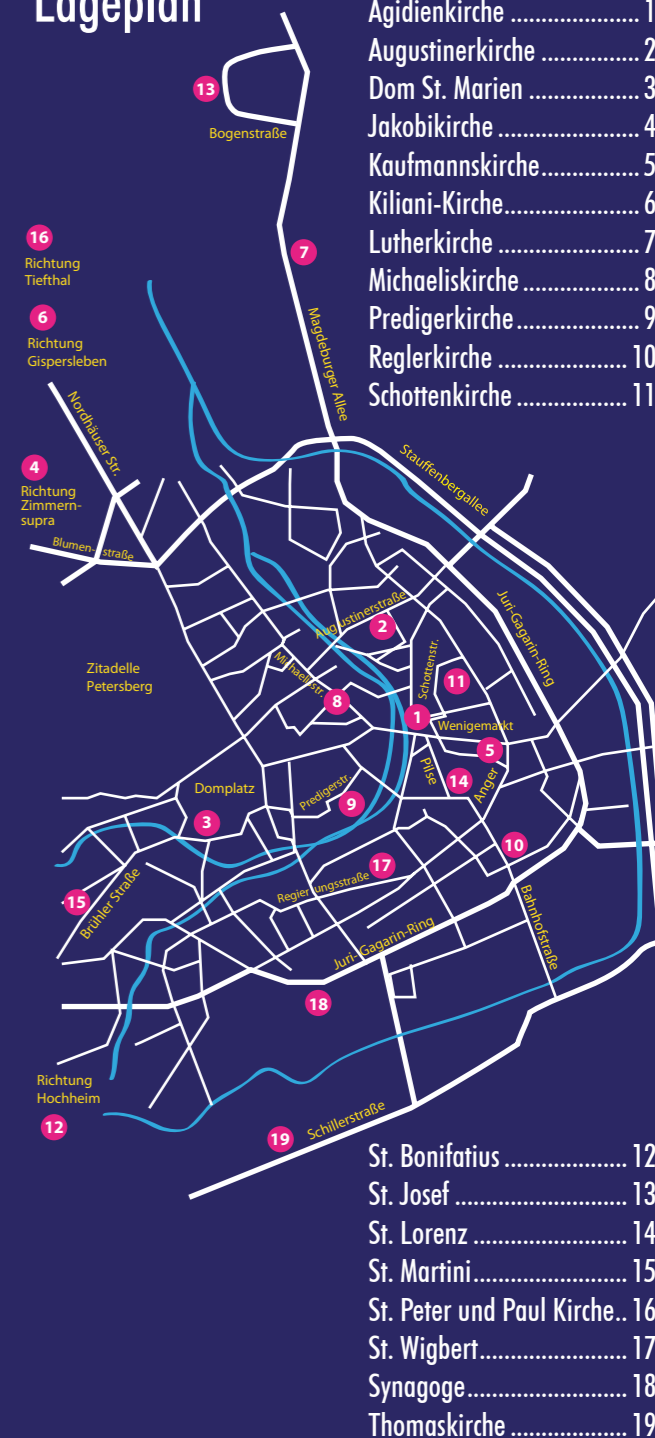 Lageplan
Ägidienkirche ..................... 1
Augustinerkirche ................ 2
Dom St. Marien .................. 3
Jakobikirche ....................... 4
Kaufmannskirche................ 5
Kiliani-Kirche...................... 6
Lutherkirche ....................... 7
Michaeliskirche ................... 8
Predigerkirche.................... 9
Reglerkirche ..................... 10
Schottenkirche .................. 11
13
Bogenstraße
16
Richtung
Tiefthal
7
6
Richtung
Gispersleben
Magdeburger Allee
Nordhäuser Str.
4
Richtung
Zimmern-
supra
Stauffenbergallee
Blumen-straße
Juri-Gagarin-Ring
Augustinerstraße
2
Schottenstr.
Zitadelle
Petersberg
Michaelisstr.
11
8
1
Wenigemarkt
5
Pilse
14
Anger
Domplatz
Predigerstr.
9
3
10
17
Regierungsstraße
15
Brühler Straße
Bahnhofstraße
Juri-Gagarin-Ring
18
Richtung
Hochheim
12
19
Schillerstraße
St. Bonifatius .................... 12
St. Josef ............................ 13
St. Lorenz ......................... 14
St. Martini......................... 15
St. Peter und Paul Kirche.. 16
St. Wigbert........................ 17
Synagoge.......................... 18
Thomaskirche ................... 19